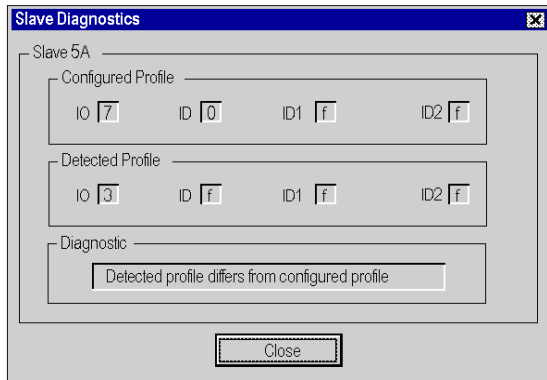 Slave Diagnostics
Slave 5A
Configured Profile
IO 7 ID 0 ID1 f ID2 f
Detected Profile
IO 3 ID f ID1 f ID2 f
Diagnostic
Detected profile differs from configured profile
Close